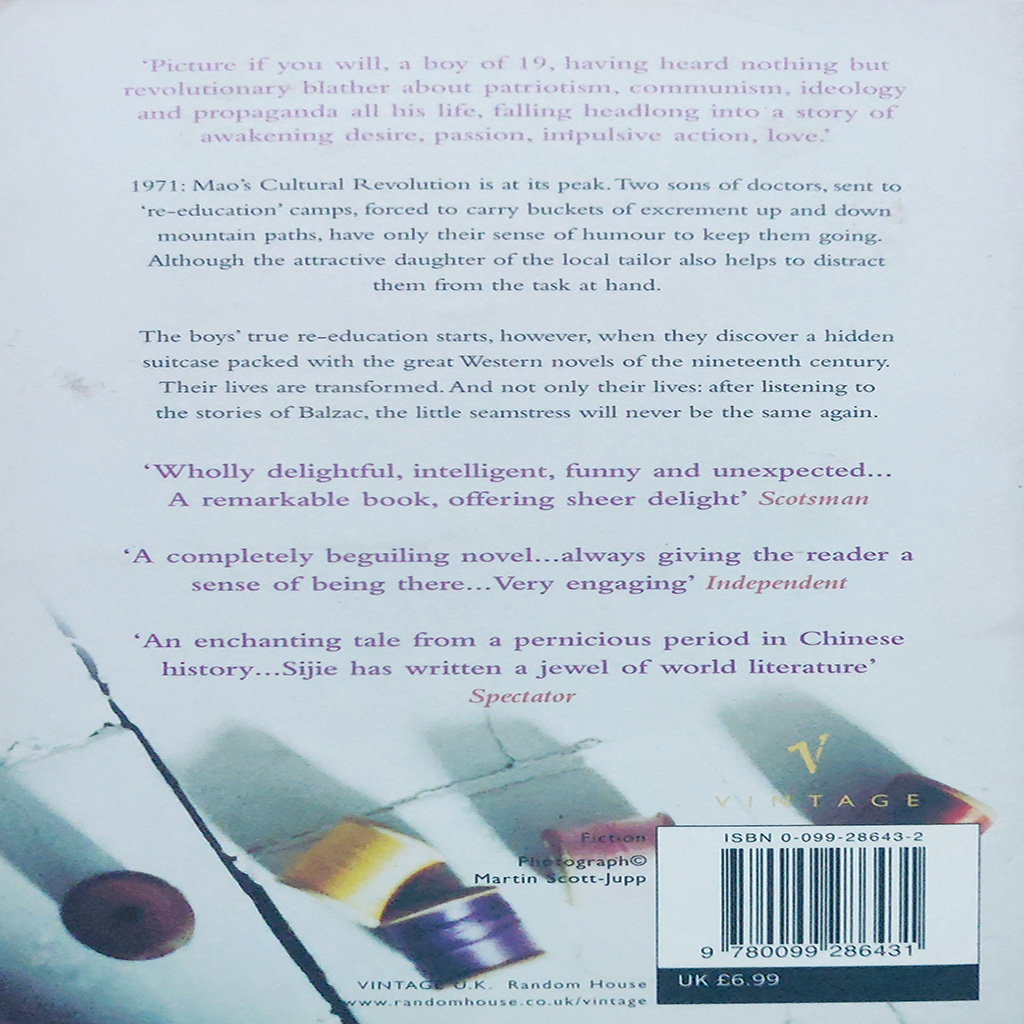 ‘Picture if you will, a boy of 19, having heard nothing but
revolutionary blather about patriotism, communism, ideology
and propaganda all his life, falling headlong into a story of
awakening desire, passion, impulsive action, love.’
1971: Mao’s Cultural Revolution is at its peak. Two sons of doctors, sent to
‘re-education’ camps, forced to carry buckets of excrement up and down
mountain paths, have only their sense of humour to keep them going.
Although the attractive daughter of the local tailor also helps to distract
them from the task at hand.
The boys’ true re-education starts, however, when they discover a hidden
suitcase packed with the great Western novels of the nineteenth century.
Their lives are transformed. And not only their lives: after listening to
the stories of Balzac, the little seamstress will never be the same again.
‘Wholly delightful, intelligent, funny and unexpected...
A remarkable book, offering sheer delight’ Scotsman
‘A completely beguiling novel...always giving the reader a
sense of being there...Very engaging’ Independent
‘An enchanting tale from a pernicious period in Chinese
history...Sijie has written a jewel of world literature’
Spectator
V
VINTAGE
Fiction
Photograph©
Martin Scott-Jupp
VINTAGE U.K. Random House
www.randomhouse.co.uk/vintage
ISBN 0-099-28643-2
9 780099 286431
UK £6.99